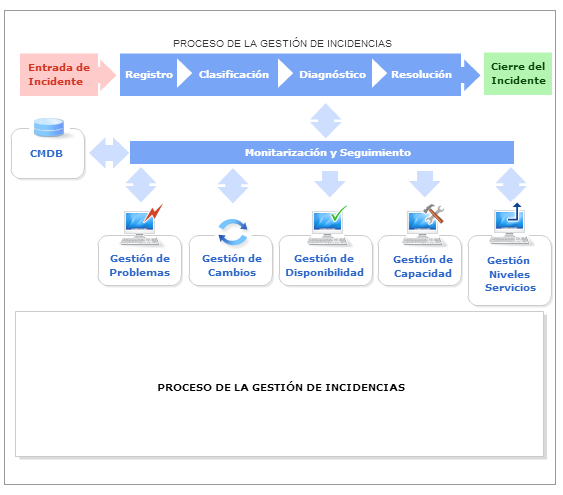 PROCESO DE LA GESTIÓN DE INCIDENCIAS
Entrada de
Incidente
Registro
Clasificación
Diagnóstico
Resolución
Cierre del
Incidente
CMDB
Monitarización y Seguimiento
Gestión de
Problemas
Gestión de
Cambios
Gestión de
Disponibilidad
Gestión de
Capacidad
Gestión
Niveles
Servicios
PROCESO DE LA GESTIÓN DE INCIDENCIAS